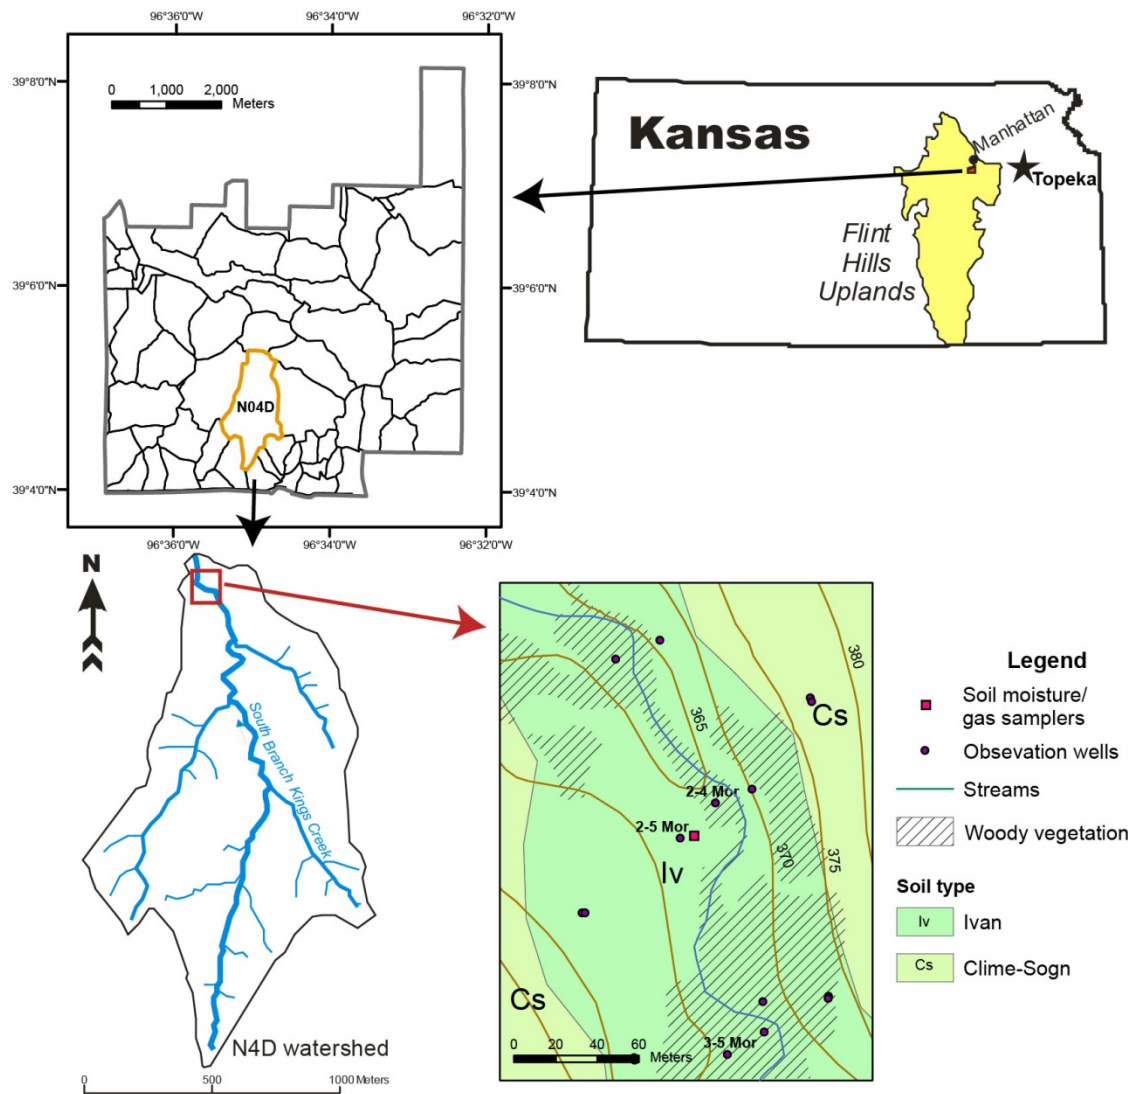 96°36'0"W
96°34'0"W
96°32'0"W
39°8'0"N
39°8'0"N
0 1,000 2,000
Meters
N04D
39°6'0"N
39°6'0"N
39°4'0"N
39°4'0"N
96°36'0"W
96°34'0"W
96°32'0"W
Kansas
Manhattan
Topeka
Flint
Hills
Uplands
N
South Branch Kings Creek
N4D watershed
0 500 1000 Meters
380
365
Cs
2-4 Mor
2-5 Mor
Iv
370
375
Cs
3-5 Mor
0 20 40 60 Meters
Legend
Soil moisture/
gas samplers
Obsevation wells
Streams
Woody vegetation
Soil type
Iv Ivan
Cs Clime-Sogn